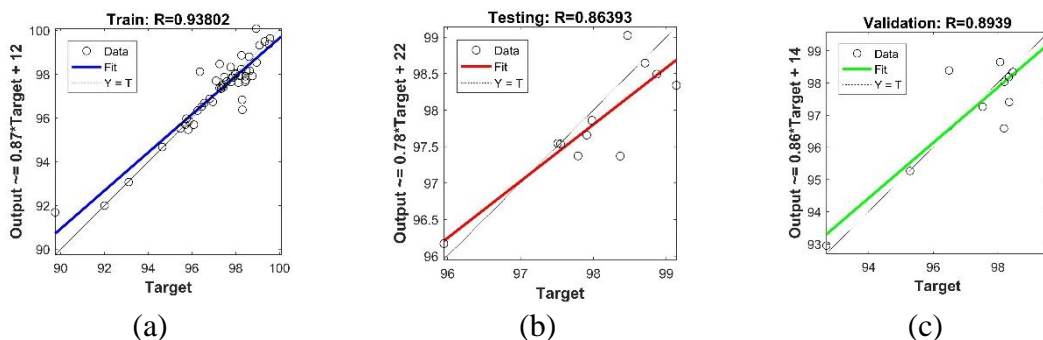 Train: R=0.93802
Output ~= 0.87*Target + 12
100
98
96
94
92
90
Data
Fit
Y = T
90 92 94 96 98 100
Target
(a)
Testing: R=0.86393
Output ~= 0.78*Target + 22
99
98.5
98
97.5
97
96.5
96
Data
Fit
Y = T
96 97 98 99
Target
(b)
Validation: R=0.8939
Output ~= 0.86*Target + 14
99
98
97
96
95
94
93
Data
Fit
Y = T
94 96 98
Target
(c)